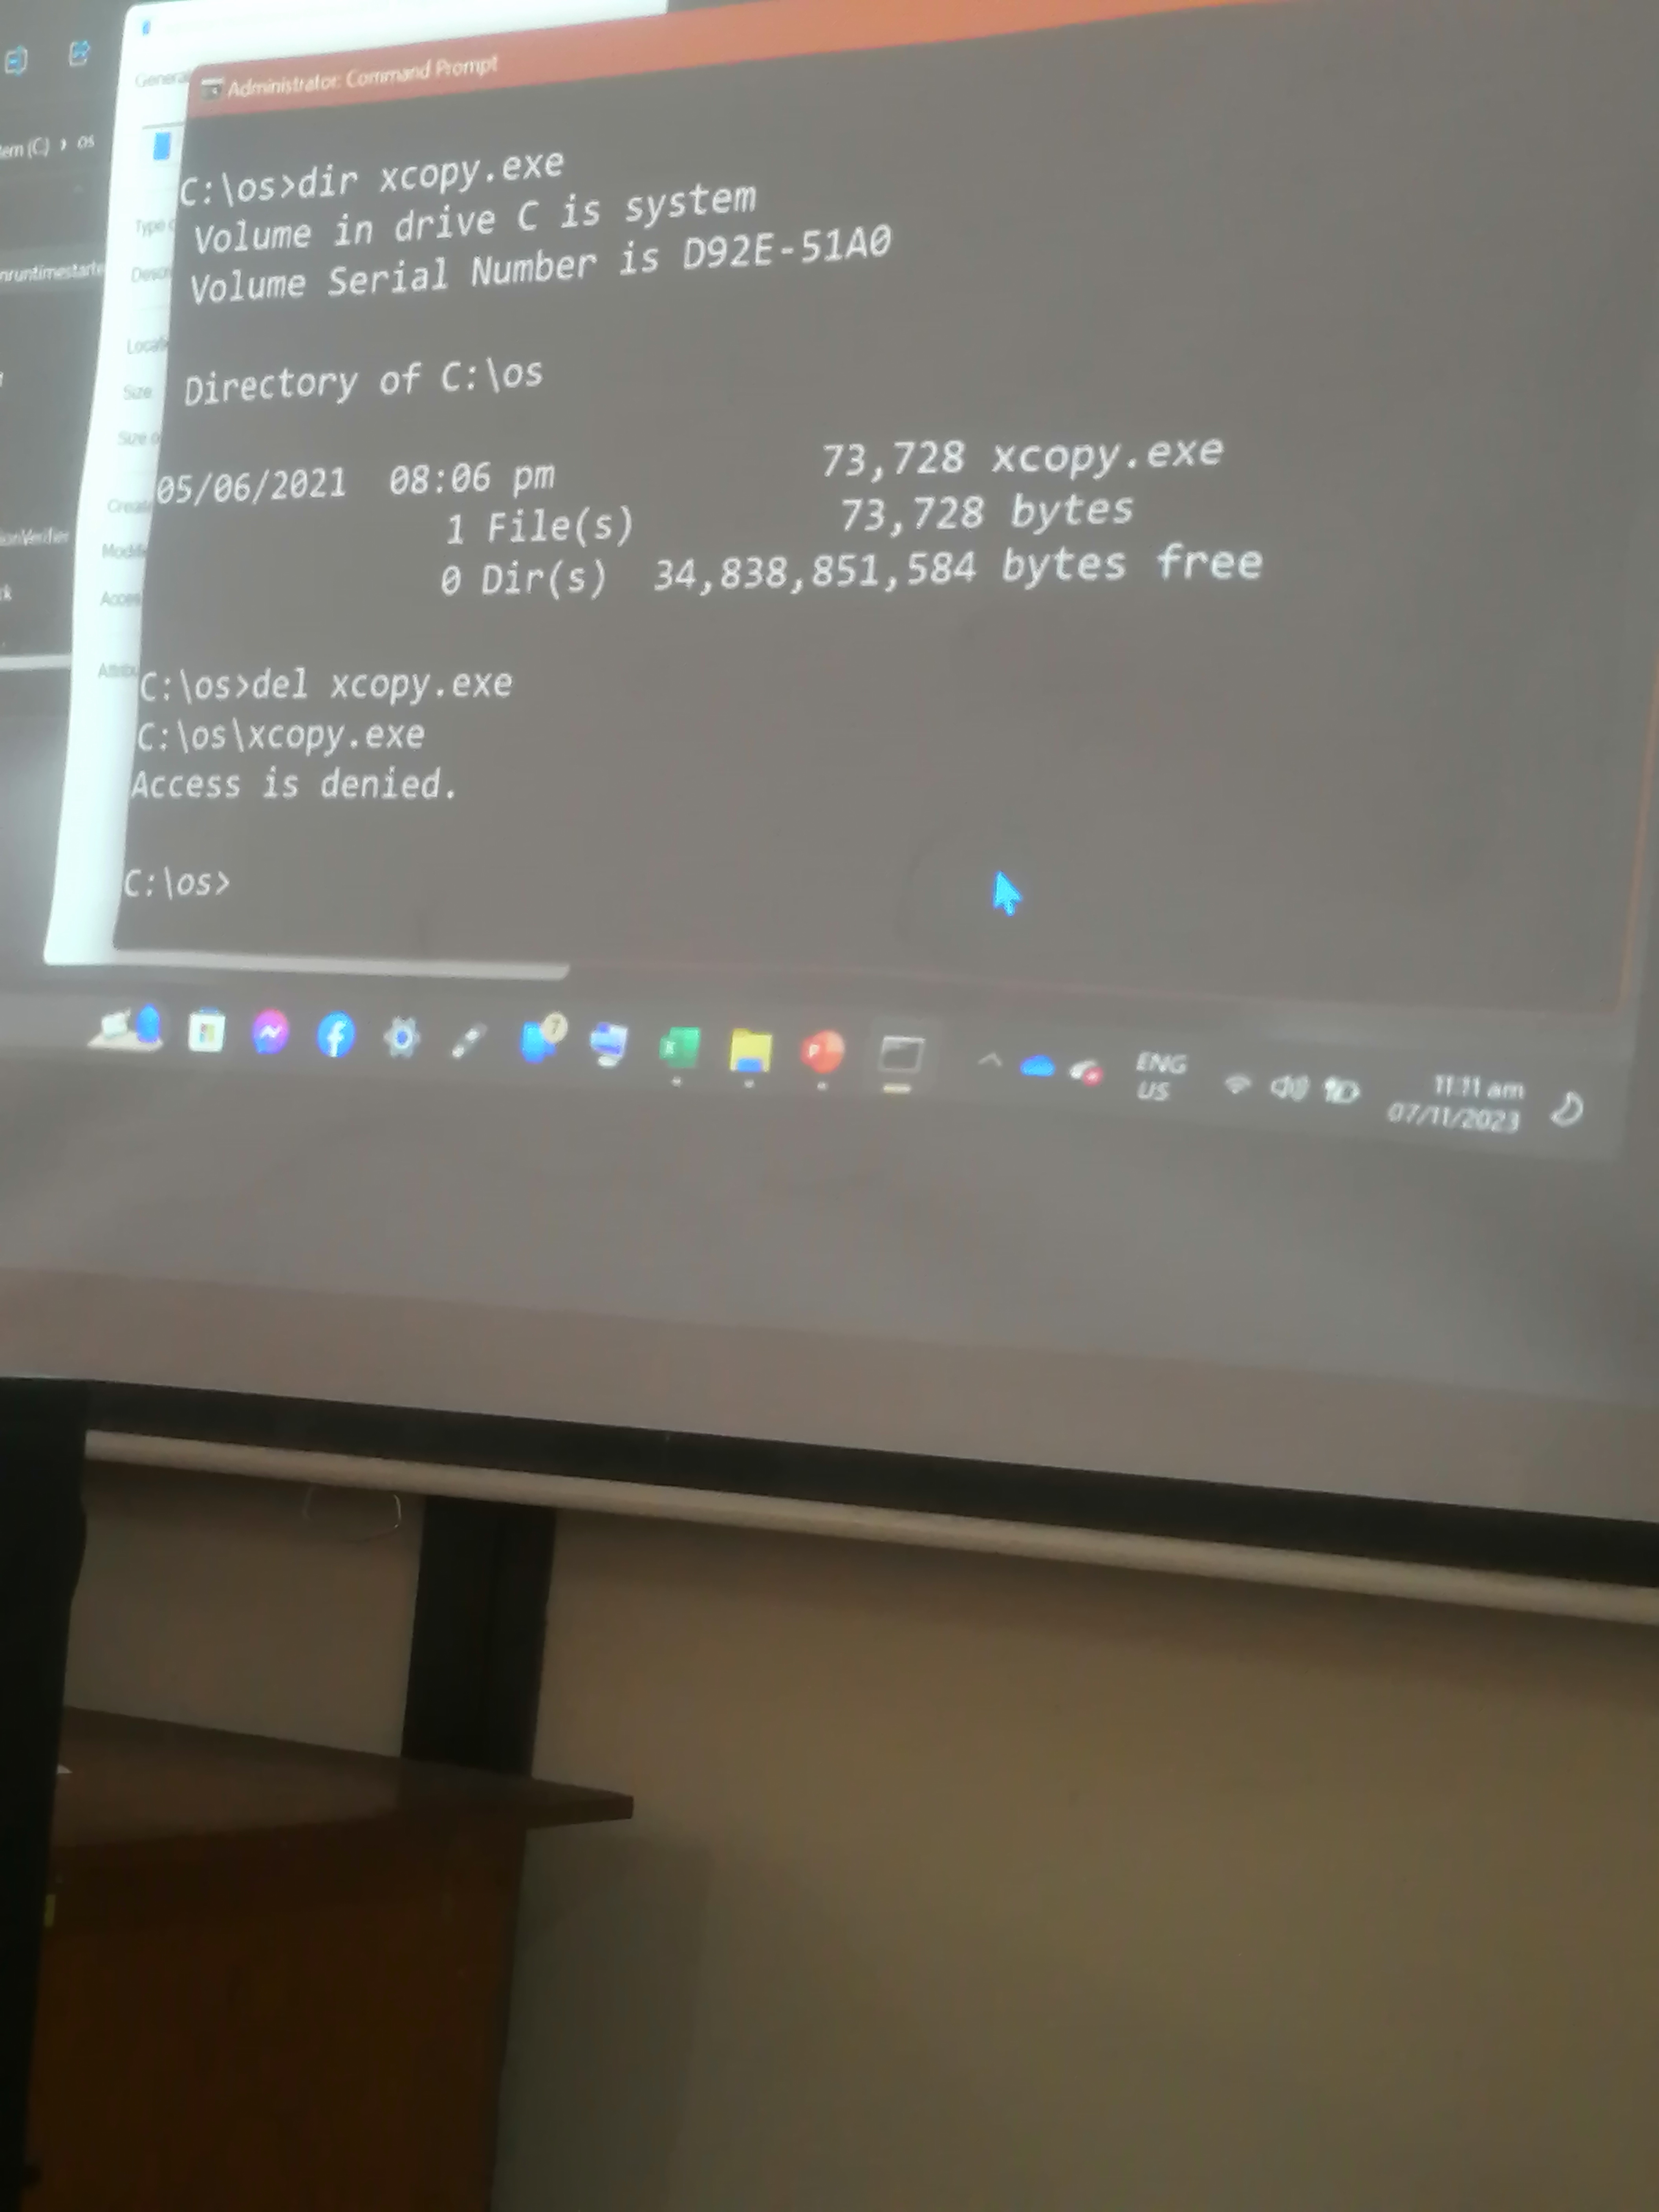 Administrator: Command Prompt
C:\os>dir xcopy.exe
Volume in drive C is system
Volume Serial Number is D92E-51A0
Directory of C:\os
05/06/2021 08:06 pm 73,728 xcopy.exe
1 File(s) 73,728 bytes
0 Dir(s) 34,838,851,584 bytes free
C:\os>del xcopy.exe
C:\os\xcopy.exe
Access is denied.
C:\os>
General
tem (C:) › os
Type o
nruntimestarte
Locati
Size
Size o
Modifi
ionVerifier
Attribu
7
ENG
US
11:11 am
07/11/2023